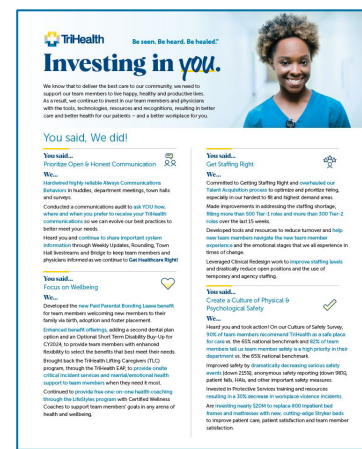 TriHealth
Be seen. Be heard. Be healed.™
Investing in you.
We know that to deliver the best care to our community, we need to
support our team members to live happy, healthy and productive lives.
As a result, we continue to invest in our team members and physicians
with the tools, technologies, resources and recognitions, resulting in better
care and better health for our patients – and a better workplace for you.
You said, We did!
You said...
Prioritize Open & Honest Communication
We...
Hardwired highly reliable Always Communications
Behaviors in huddles, department meetings, town halls
and surveys.
Conducted a communications audit to ask YOU how,
where and when you prefer to receive your TriHealth
communications so we can evolve our best practices to
better meet your needs.
Heard you and continue to share important system
information through Weekly Updates, Rounding, Town
Hall Livestreams and Bridge to keep team members and
physicians informed as we continue to Get Healthcare Right!
You said...
Focus on Wellbeing
We...
Developed the new Paid Parental Bonding Leave benefit
for team members welcoming new members to their
family via birth, adoption and foster placement.
Enhanced benefit offerings, adding a second dental plan
option and an Optional Short Term Disability Buy-Up for
CY2024, to provide team members with enhanced
flexibility to select the benefits that best meet their needs.
Brought back the TriHealth Lifting Caregivers (TLC)
program, through the TriHealth EAP, to provide onsite
critical incident services and mental/emotional health
support to team members when they need it most.
Continued to provide free one-on-one health coaching
through the LifeStyles program with Certified Wellness
Coaches to support team members' goals in any arena of
health and wellbeing.
You said...
Get Staffing Right
We...
Committed to Getting Staffing Right and overhauled our
Talent Acquisition process to optimize and prioritize hiring,
especially in our hardest to fill and highest demand areas.
Made improvements in addressing the staffing shortage,
filling more than 500 Tier-1 roles and more than 300 Tier-2
roles over the last 15 weeks.
Developed tools and resources to reduce turnover and help
new team members navigate the new team member
experience and the emotional stages that we all experience in
times of change.
Leveraged Clinical Redesign work to improve staffing levels
and drastically reduce open positions and the use of
temporary and agency staffing.
You said...
Create a Culture of Physical &
Psychological Safety
We...
Heard you and took action! On our Culture of Safety Survey,
90% of team members recommend TriHealth as a safe place
for care vs. the 65% national benchmark and 82% of team
members tell us team member safety is a high priority in their
department vs. the 65% national benchmark.
Improved safety by dramatically decreasing serious safety
events (down 25%), anonymous safety reporting (down 98%),
patient falls, HAIs, and other important safety measures.
Invested in Protective Services training and resources
resulting in a 30% decrease in workplace violence incidents.
Are investing nearly $20M to replace 800 inpatient bed
frames and mattresses with new, cutting-edge Stryker beds
to improve patient care, patient satisfaction and team member
satisfaction.